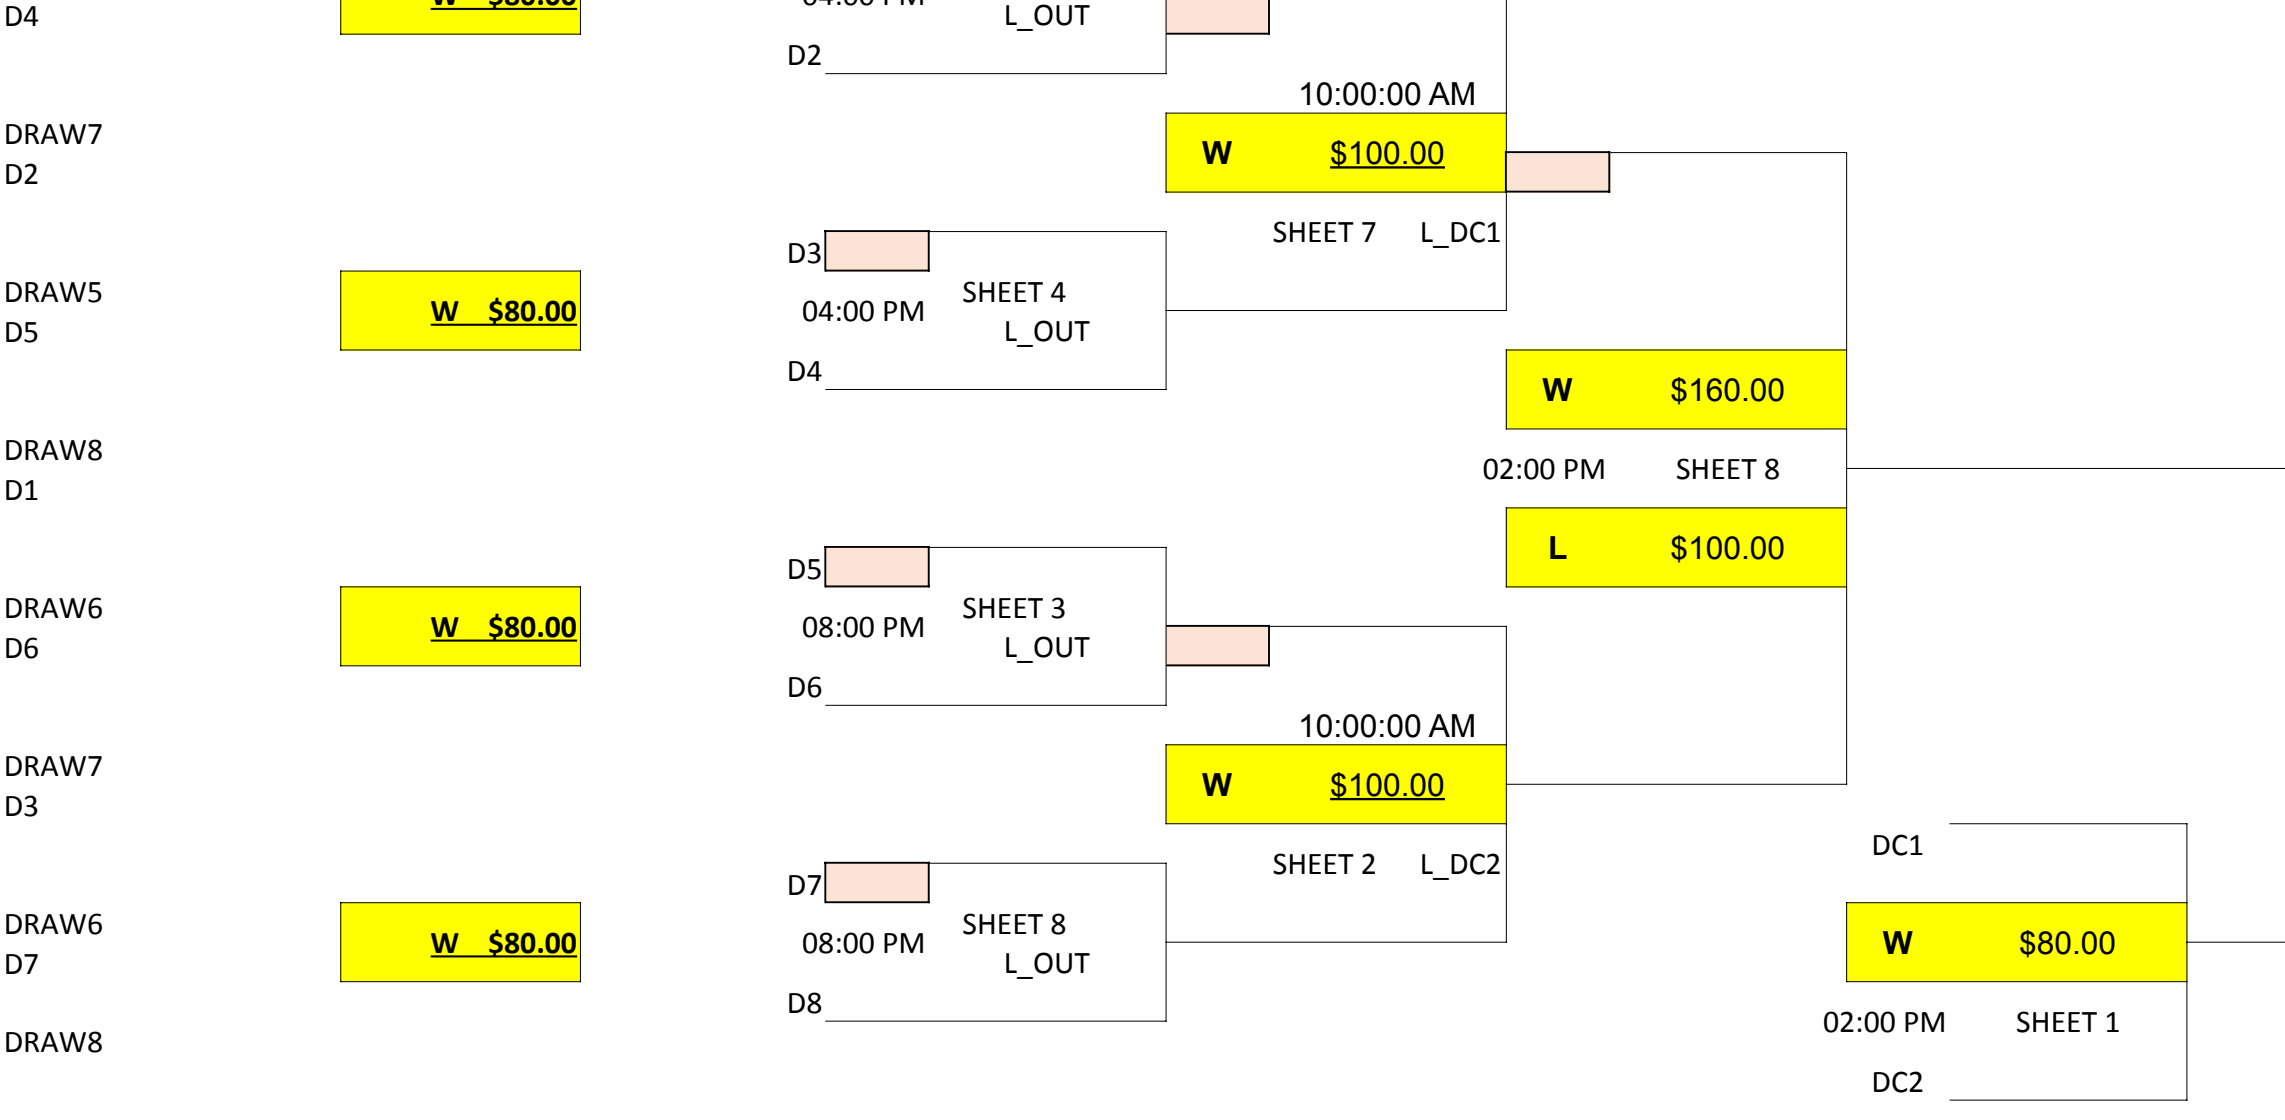 D4
L_OUT
D2
10:00:00 AM
DRAW7
W $100.00
D2
SHEET 7 L_DC1
D3
DRAW5
SHEET 4
W $80.00
04:00 PM
D5
L_OUT
D4
W $160.00
DRAW8
02:00 PM SHEET 8
D1
L $100.00
D5
DRAW6
SHEET 3
W $80.00
08:00 PM
D6
L_OUT
D6
10:00:00 AM
DRAW7
W $100.00
D3
DC1
SHEET 2 L_DC2
D7
DRAW6
SHEET 8
W $80.00
08:00 PM
W $80.00
D7
L_OUT
D8
02:00 PM SHEET 1
DRAW8
DC2